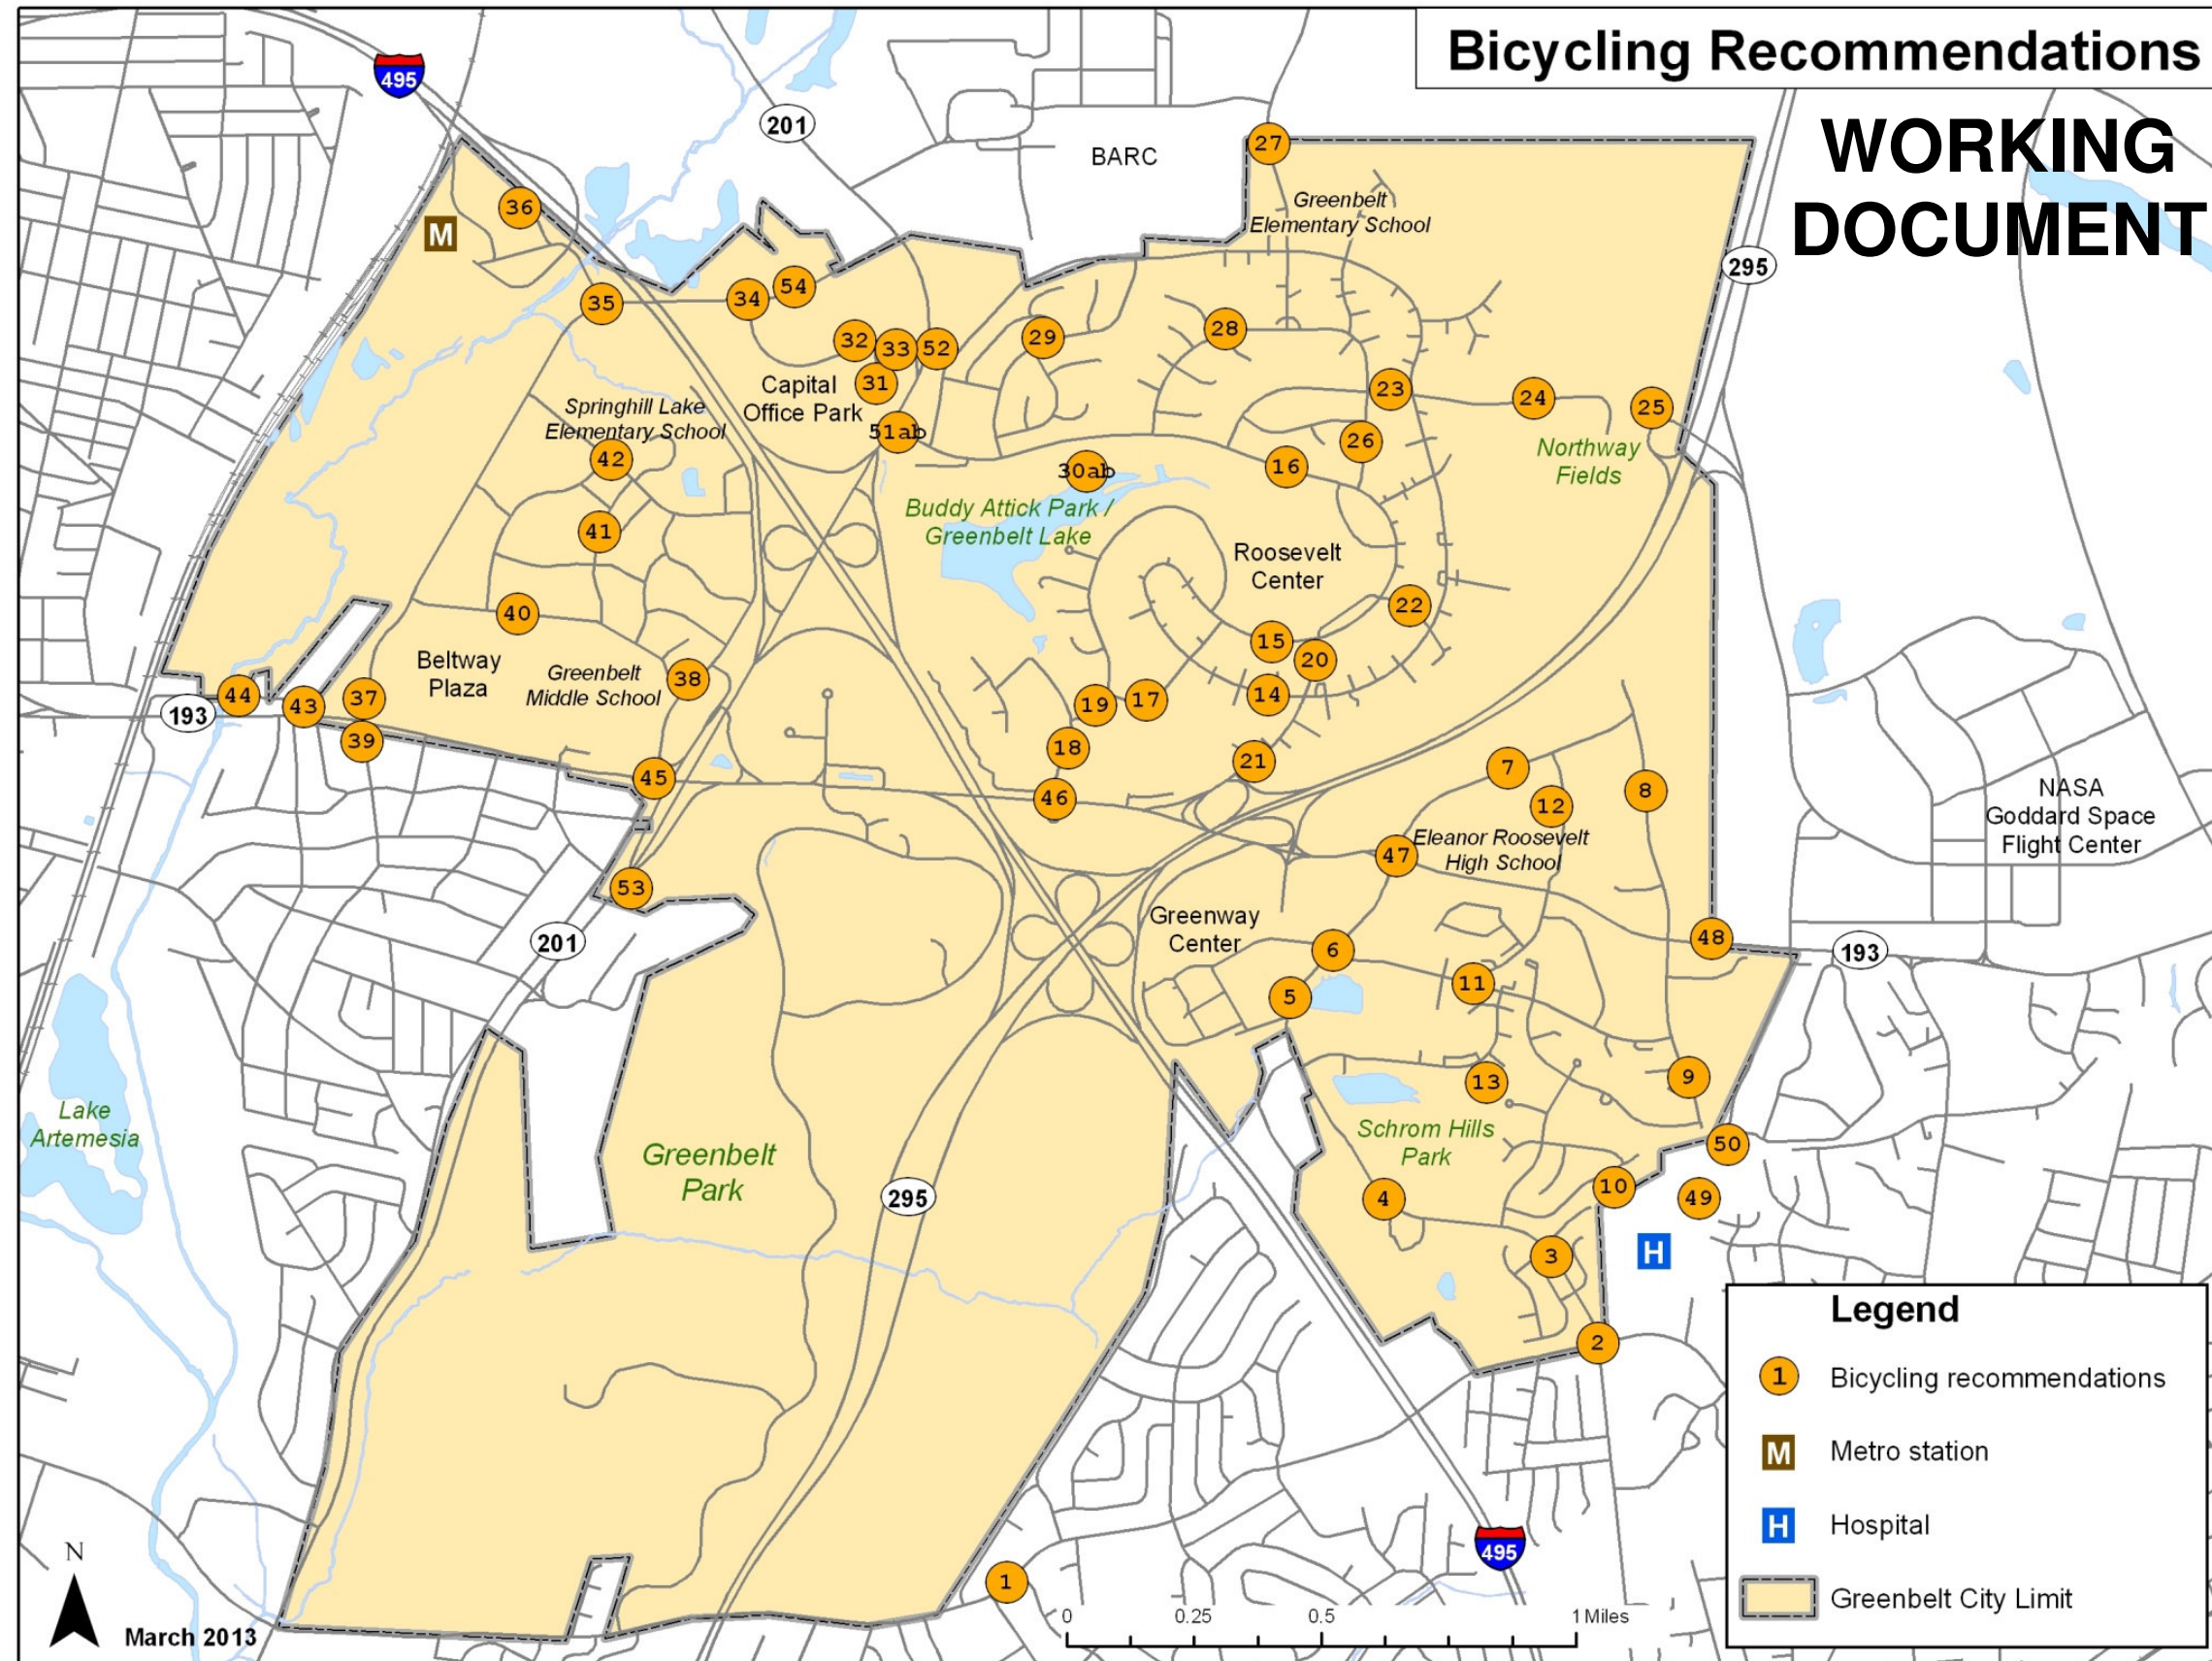 Bicycling Recommendations
WORKING
DOCUMENT
495
201
BARC
27
Greenbelt
Elementary School
36
M
295
35
34
54
32
33
52
29
28
31
Capital
Office Park
23
24
25
Springhill Lake
Elementary School
51ab
26
Northway
Fields
42
30ab
16
Buddy Attick Park /
Greenbelt Lake
41
Roosevelt
Center
40
22
15
20
Beltway
Plaza
Greenbelt
Middle School
38
44
43
37
193
39
19
17
14
18
21
45
46
7
12
8
NASA
Goddard Space
Flight Center
47
Eleanor Roosevelt
High School
53
201
Greenway
Center
6
48
193
5
11
13
9
Lake
Artemesia
Schrom Hills
Park
50
Greenbelt
Park
295
4
10
49
3
H
2
Legend
1
Bicycling recommendations
M
Metro station
H
Hospital
Greenbelt City Limit
495
1
N
March 2013
0
0.25
0.5
1 Miles